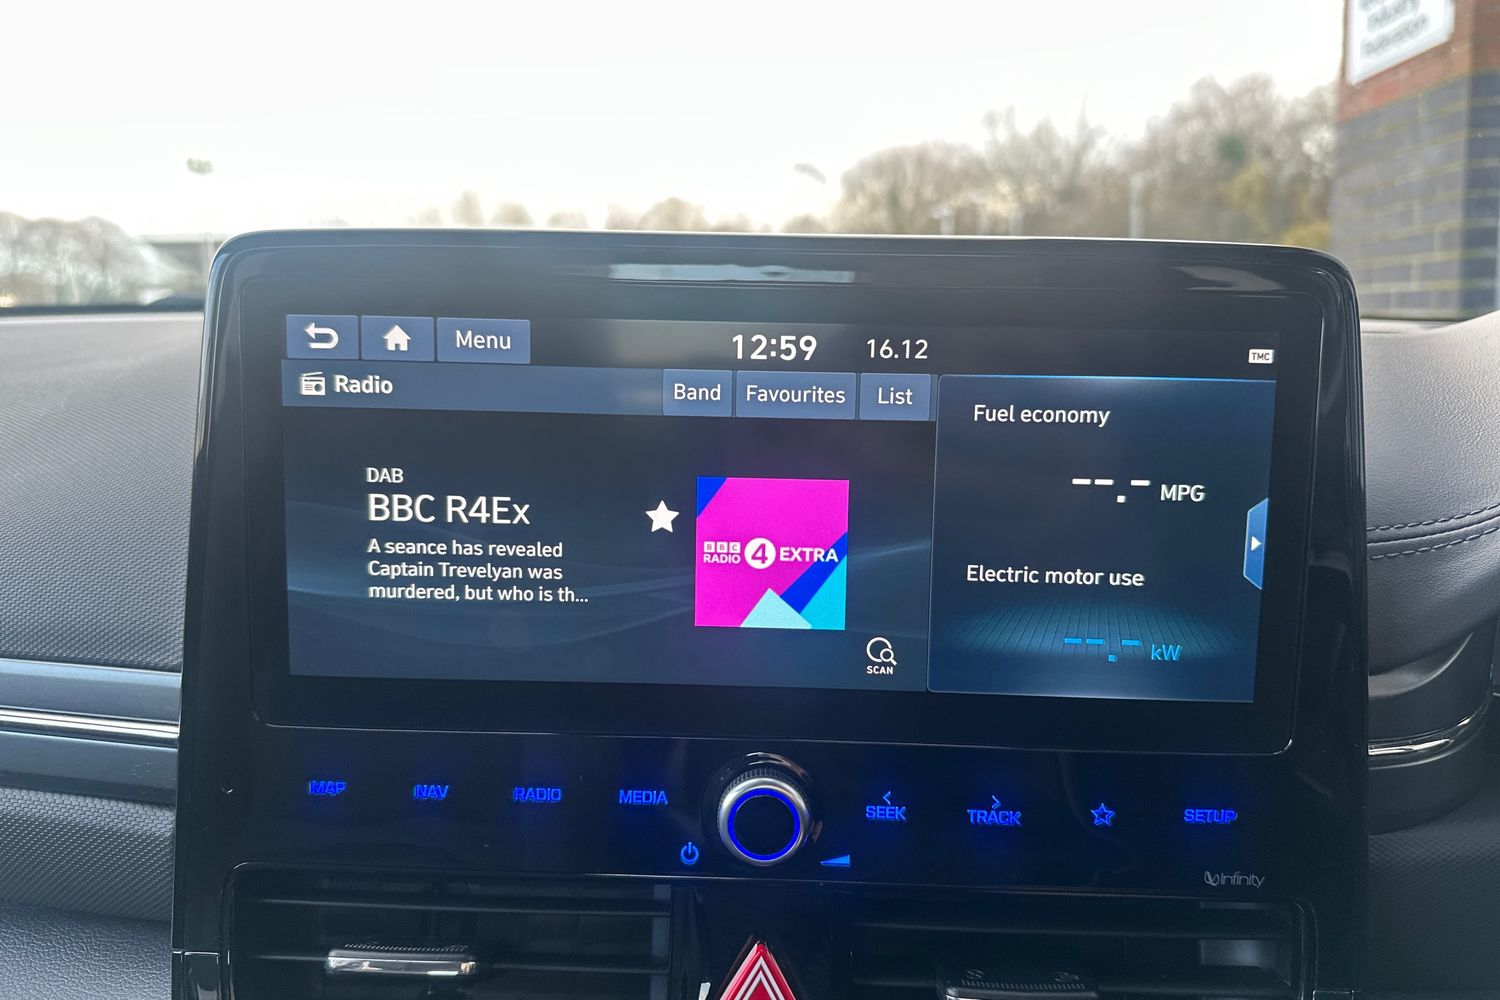 Menu
12:59
16.12
TMC
Radio
Band
Favourites
List
Fuel economy
--.- MPG
DAB
BBC R4Ex
A seance has revealed
Captain Trevelyan was
murdered, but who is th...
BBC
RADIO 4 EXTRA
Electric motor use
--.- kW
SCAN
MAP
NAV
RADIO
MEDIA
SEEK
TRACK
SETUP
infinity